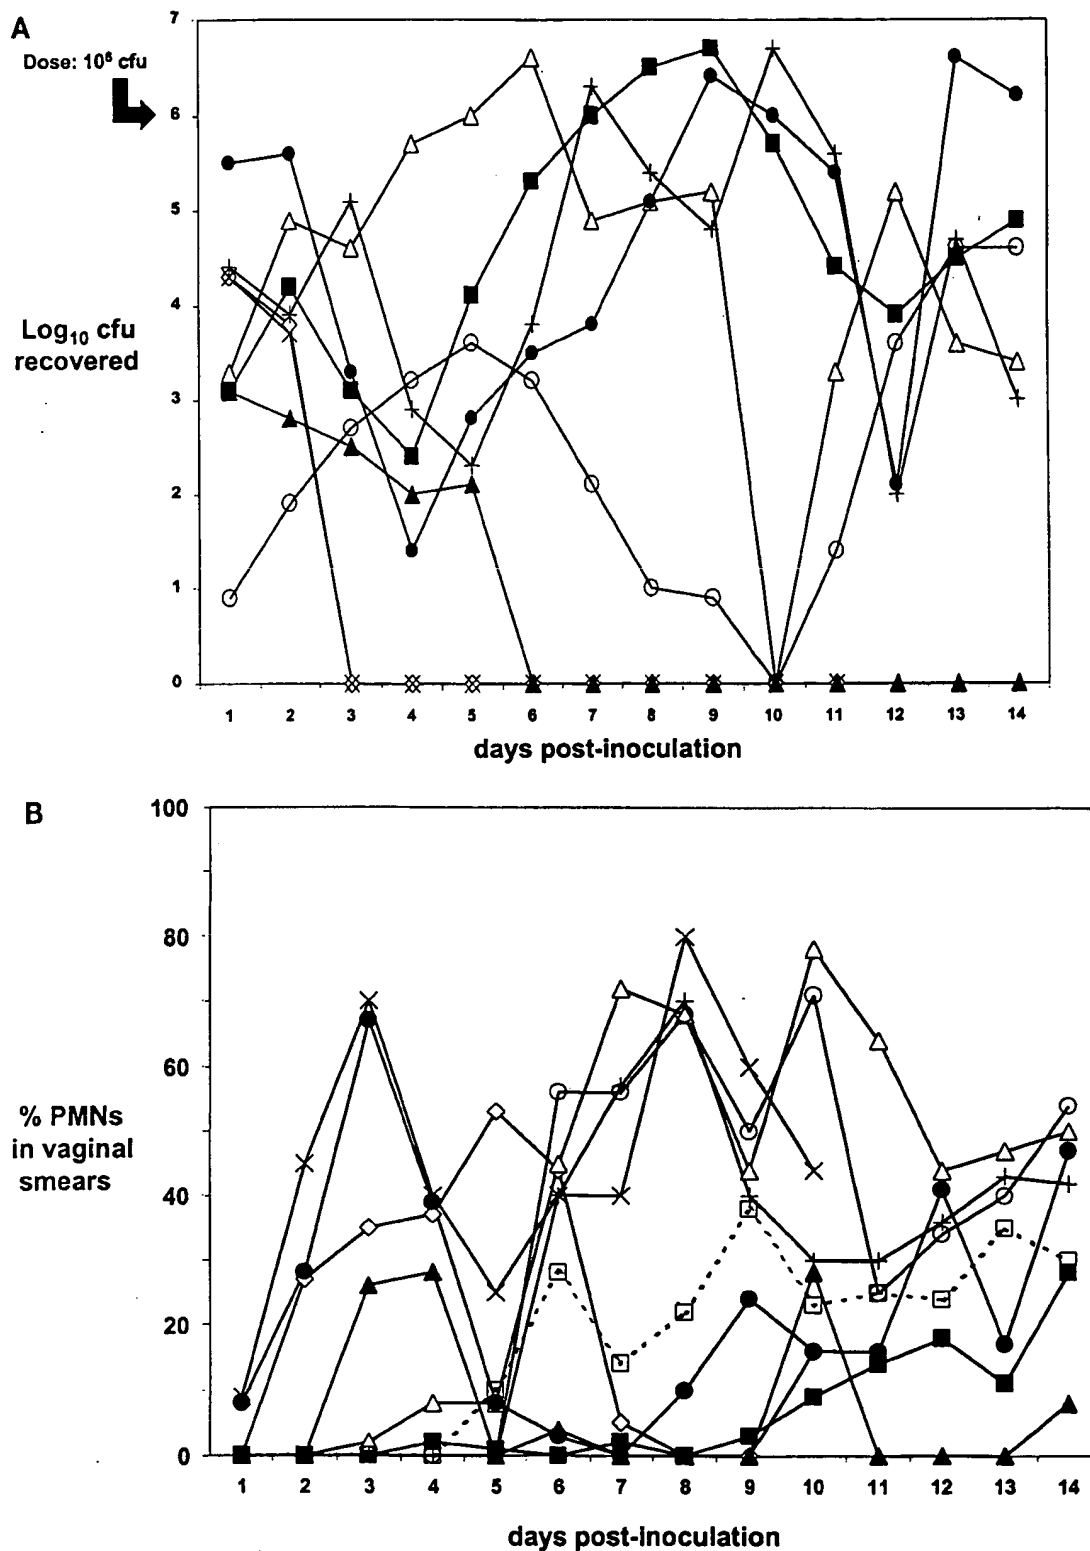 A
Dose: 10⁶ cfu
7
6
5
4
3
2
1
0
Log₁₀ cfu
recovered
1 2 3 4 5 6 7 8 9 10 11 12 13 14
days post-inoculation
B
100
80
60
40
20
0
% PMNs
in vaginal
smears
1 2 3 4 5 6 7 8 9 10 11 12 13 14
days post-inoculation